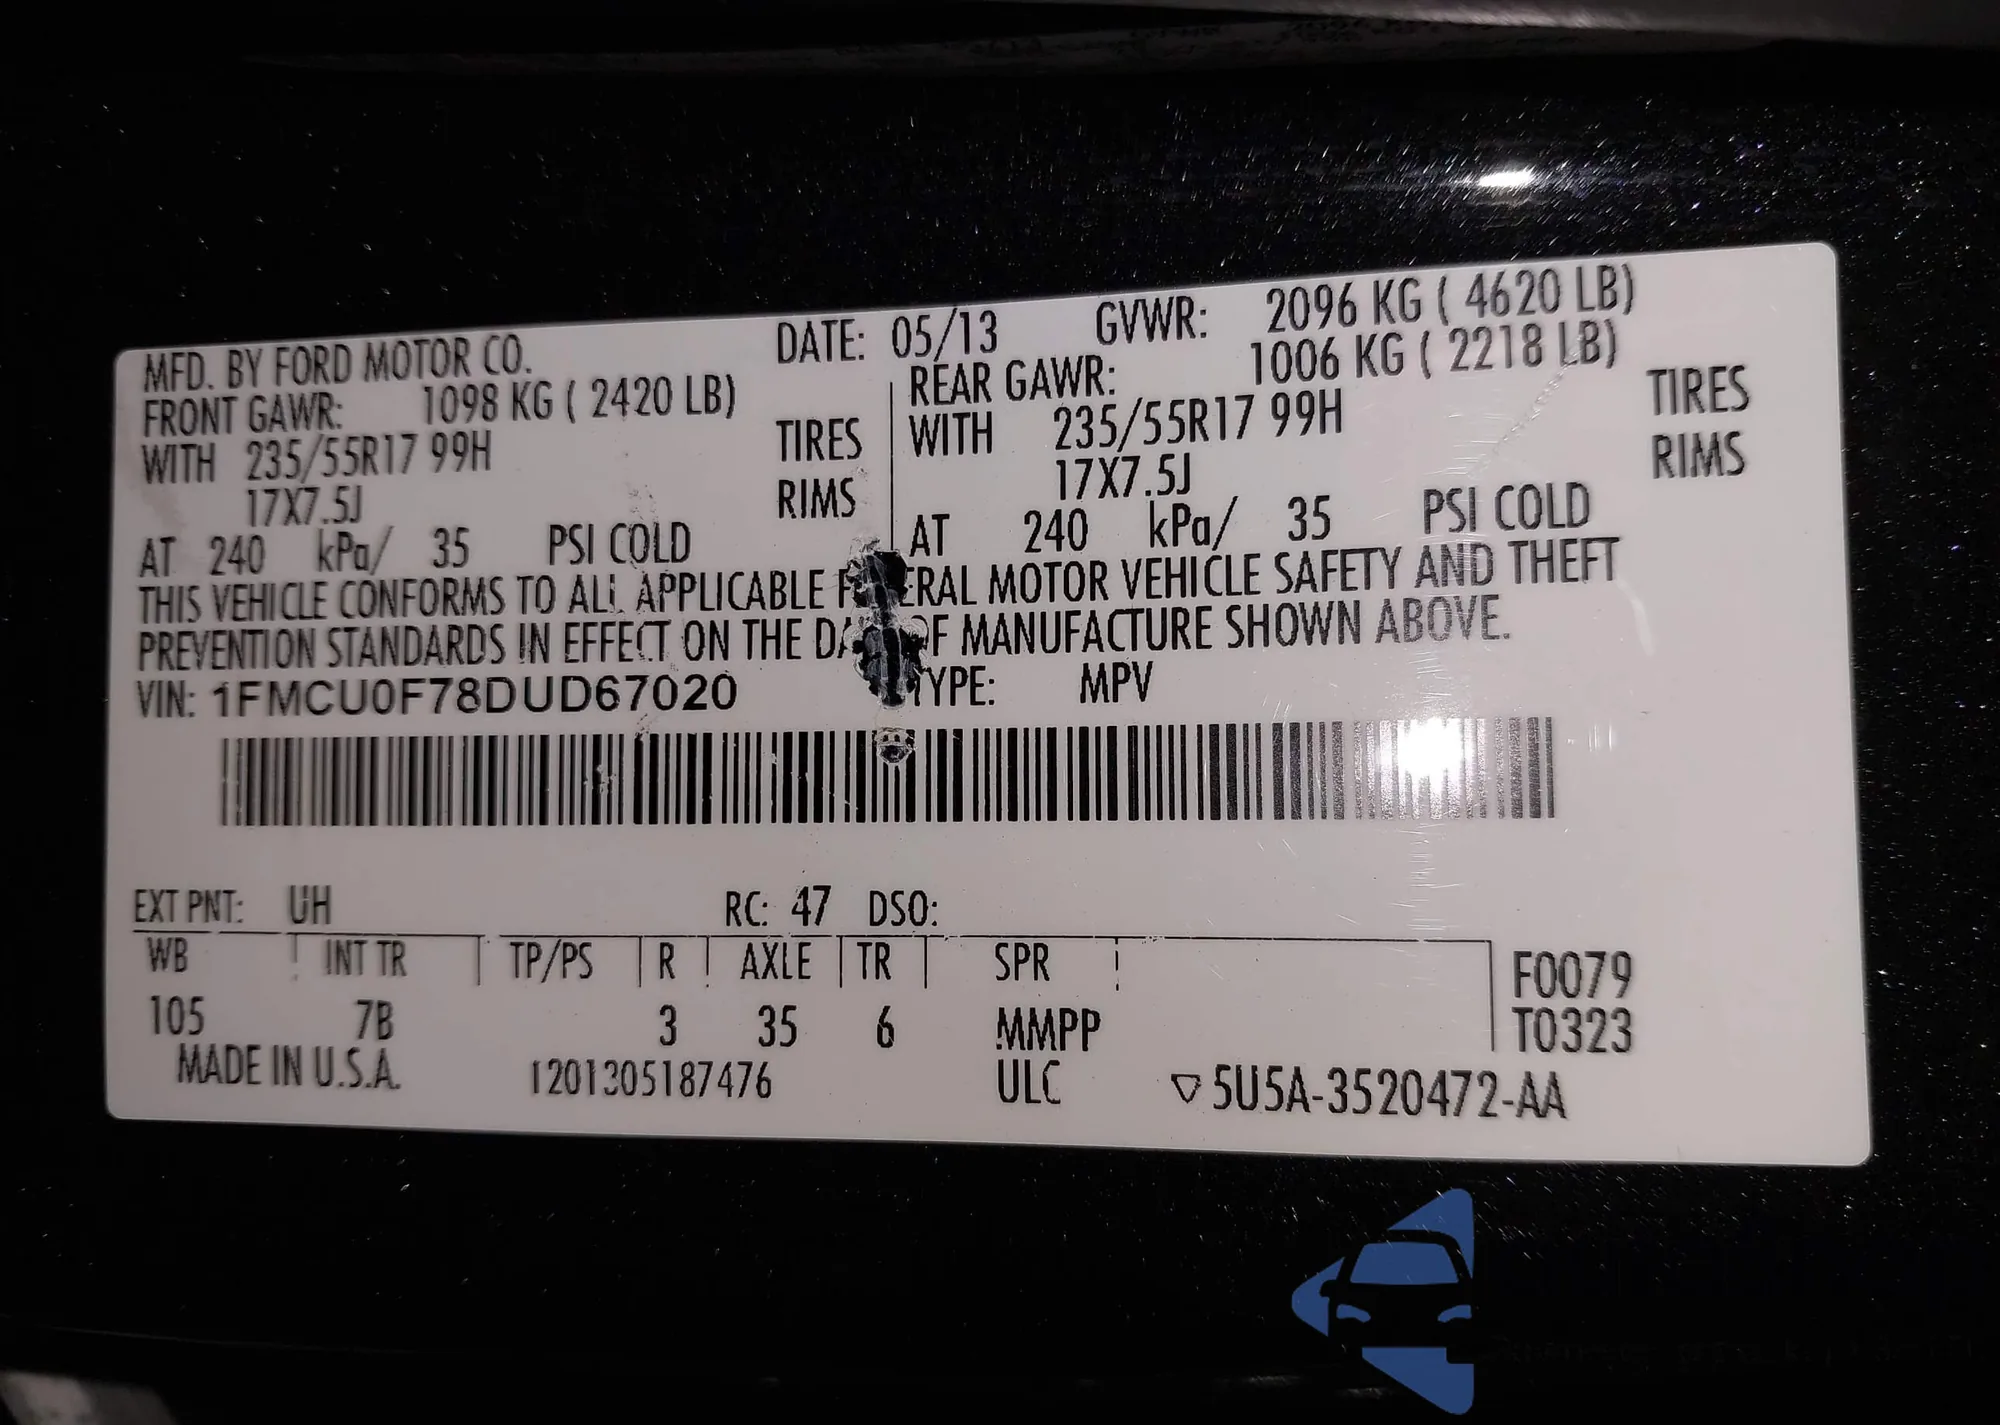 MFD. BY FORD MOTOR CO. DATE: 05/13 GVWR: 2096 KG ( 4620 LB)
FRONT GAWR: 1098 KG ( 2420 LB) REAR GAWR: 1006 KG ( 2218 LB)
WITH 235/55R17 99H TIRES WITH 235/55R17 99H TIRES
17X7.5J RIMS 17X7.5J RIMS
AT 240 kPa/ 35 PSI COLD AT 240 kPa/ 35 PSI COLD
THIS VEHICLE CONFORMS TO ALL APPLICABLE MOTOR VEHICLE SAFETY AND THEFT
PREVENTION STANDARDS IN EFFECT ON THE MANUFACTURE SHOWN ABOVE.
VIN: 1FMCU0F78DUD67020 TYPE: MPV
EXT PNT: UH RC: 47 DSO:
WB INT TR TP/PS R AXLE TR SPR F0079
105 7B 3 35 6 MMPP T0323
MADE IN U.S.A. 1201305187476 ULC ▽5U5A-3520472-AA